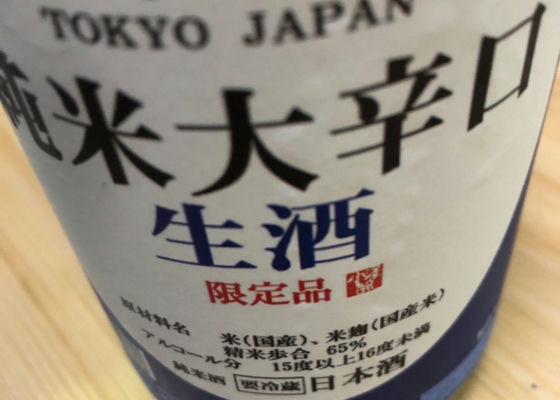 TOKYO JAPAN
純米大辛口
生酒
限定品
原材料名 米(国産)、米麹(国産米)
精米歩合 65%
アルコール分 15度以上16度未満
純米酒 要冷蔵 日本酒